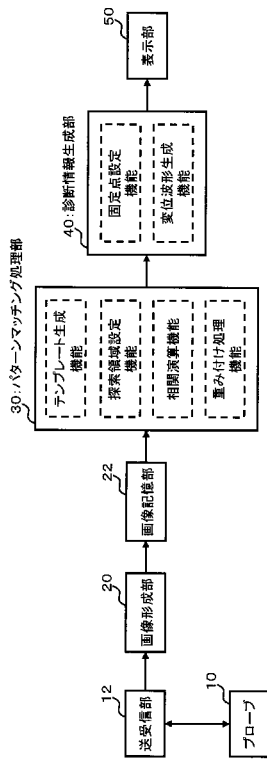 10
プローブ
12
送受信部
20
画像形成部
22
画像記憶部
30:パターンマッチング処理部
テンプレート生成
機能
探索領域設定
機能
相関演算機能
重み付け処理
機能
40:診断情報生成部
固定点設定
機能
変位波形生成
機能
50
表示部